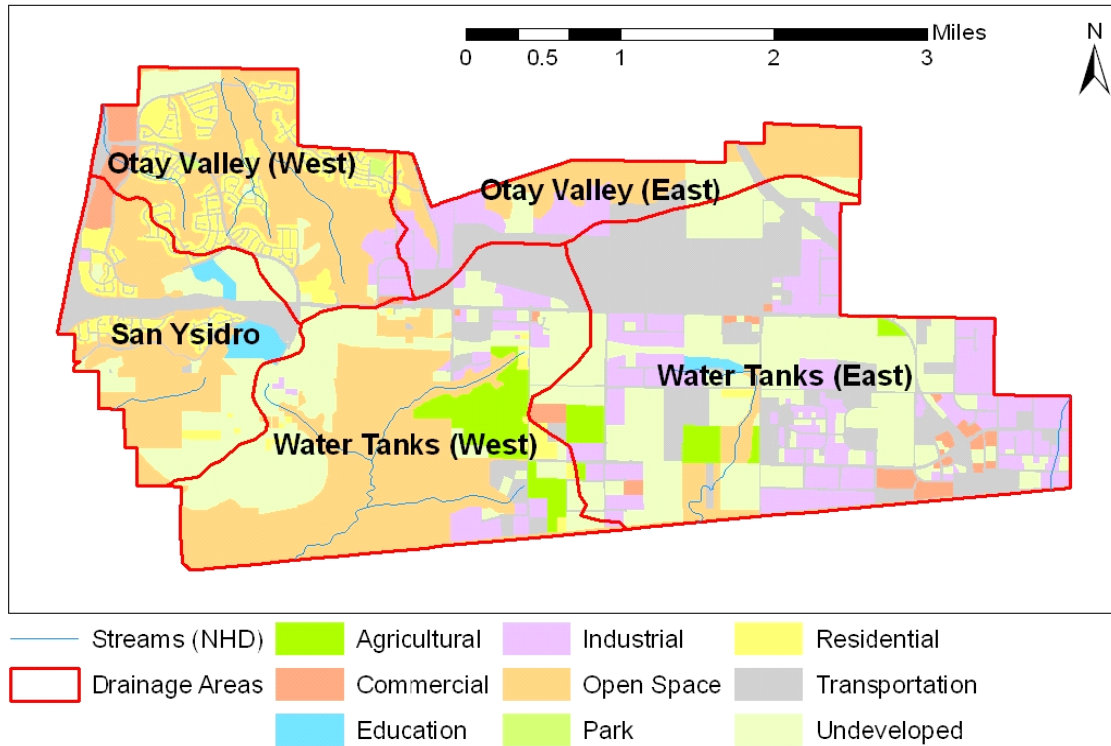 Miles
N
0 0.5 1 2 3
Otay Valley (West)
Otay Valley (East)
San Ysidro
Water Tanks (East)
Water Tanks (West)
Streams (NHD) Agricultural Industrial Residential
Drainage Areas Commercial Open Space Transportation
Education Park Undeveloped